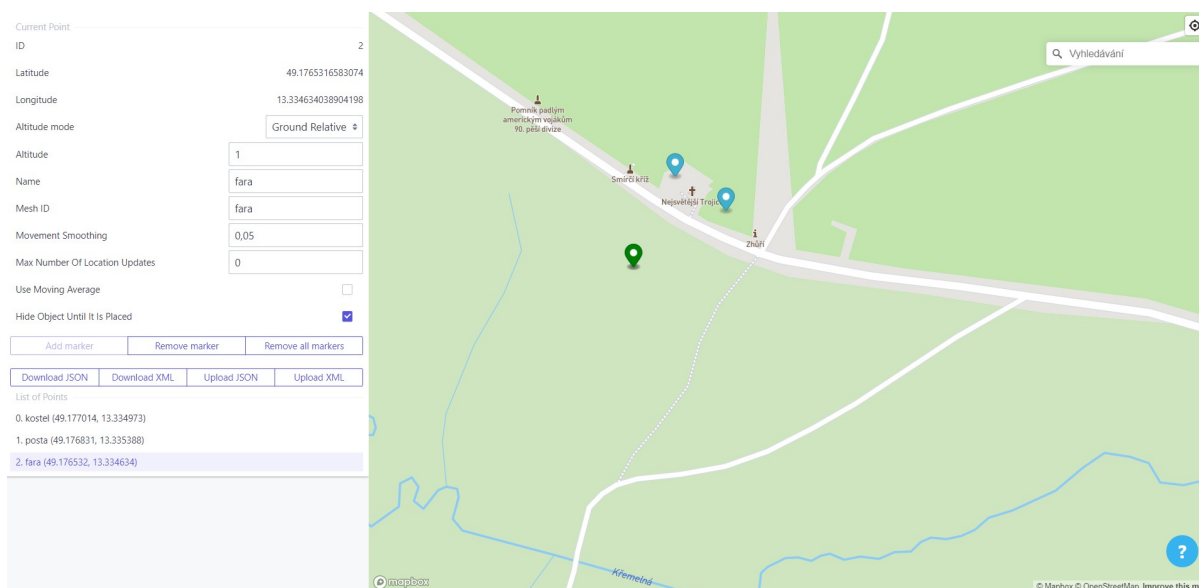 Current Point
ID 2
Latitude 49.1765316583074
Longitude 13.334634038904198
Altitude mode Ground Relative
Altitude 1
Name fara
Mesh ID fara
Movement Smoothing 0,05
Max Number Of Location Updates 0
Use Moving Average
Hide Object Until It Is Placed
Add marker Remove marker Remove all markers
Download JSON Download XML Upload JSON Upload XML
List of Points
0. kostel (49.177014, 13.334973)
1. posta (49.176831, 13.335388)
2. fara (49.176532, 13.334634)
Vyhledávání
Pomník padlým
americkým vojákům
90. pěší divize
Smírčí kříž
Nejsvětější Trojic
Zhůří
Křemelná
?
mapbox
© Mapbox © OpenStreetMap Improve this m